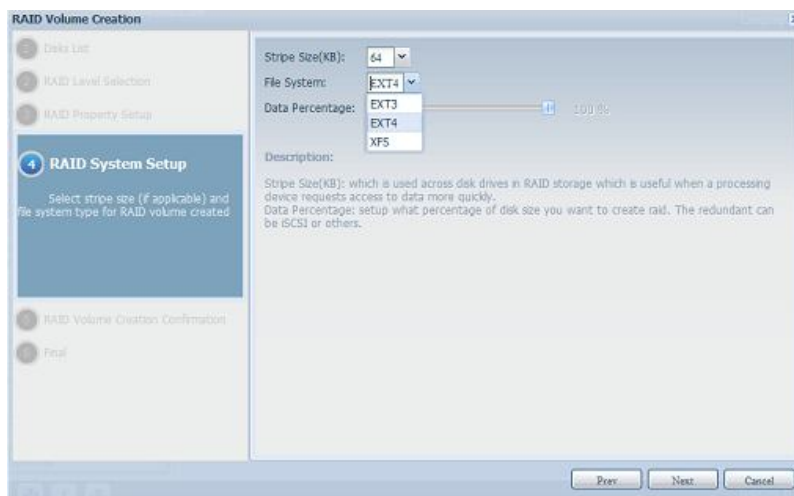 RAID Volume Creation
1 Disks List
2 RAID Level Selection
3 RAID Property Setup
4 RAID System Setup
Select stripe size (if applicable) and
file system type for RAID volume created
RAID Volume Creation Confirmation
Final
Stripe Size(KB): 64
File System: EXT4
EXT3
EXT4
XFS
Data Percentage: 100 %
Description:
Stripe Size(KB): which is used across disk drives in RAID storage which is useful when a processing
device requests access to data more quickly.
Data Percentage: setup what percentage of disk size you want to create raid. The redundant can
be iSCSI or others.
Prev Next Cancel